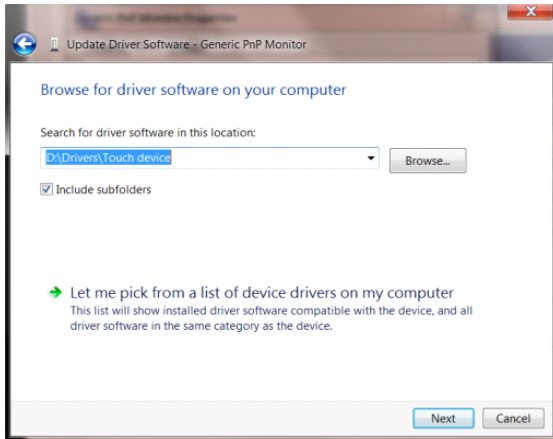 Update Driver Software - Generic PnP Monitor
Browse for driver software on your computer
Search for driver software in this location:
D:\Drivers\Touch device
Browse...
Include subfolders
Let me pick from a list of device drivers on my computer
This list will show installed driver software compatible with the device, and all
driver software in the same category as the device.
Next
Cancel